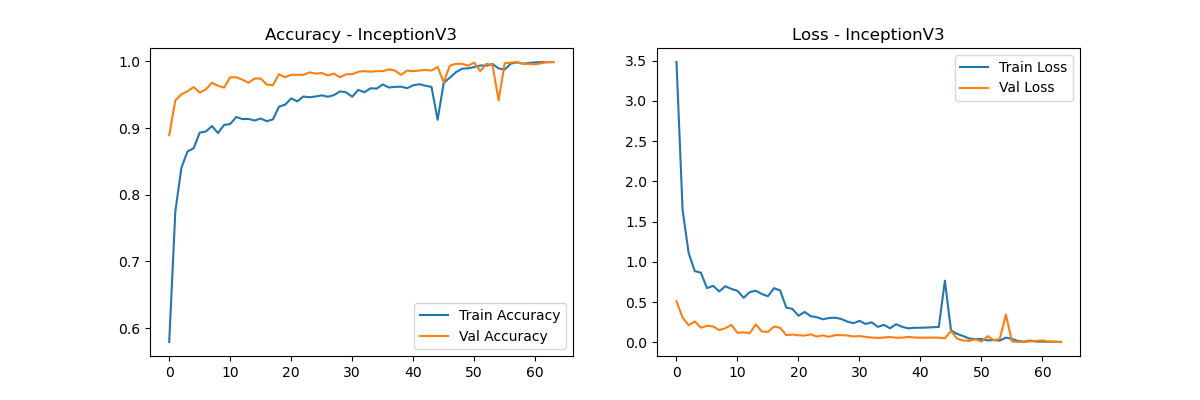 Accuracy - InceptionV3
1.0
0.9
0.8
0.7
0.6
0 10 20 30 40 50 60
Train Accuracy
Val Accuracy
Loss - InceptionV3
3.5
3.0
2.5
2.0
1.5
1.0
0.5
0.0
0 10 20 30 40 50 60
Train Loss
Val Loss